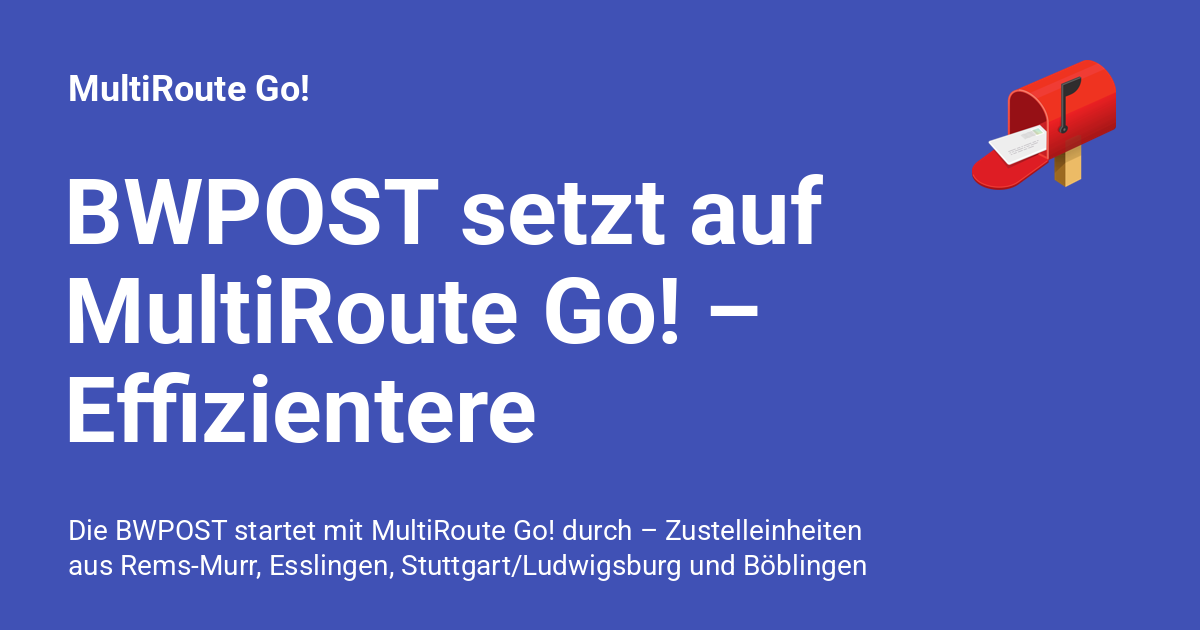 MultiRoute Go!
BWPOST setzt auf
MultiRoute Go! –
Effizientere
Die BWPOST startet mit MultiRoute Go! durch – Zustelleinheiten
aus Rems-Murr, Esslingen, Stuttgart/Ludwigsburg und Böblingen